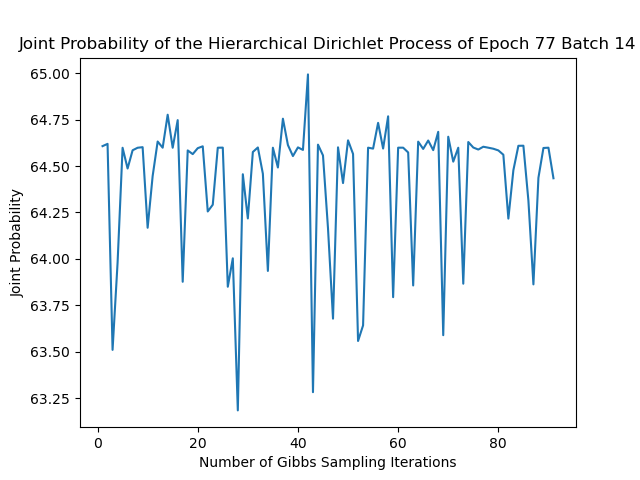 Joint Probability of the Hierarchical Dirichlet Process of Epoch 77 Batch 14
65.00
64.75
64.50
64.25
64.00
63.75
63.50
63.25
Joint Probability
0 20 40 60 80
Number of Gibbs Sampling Iterations